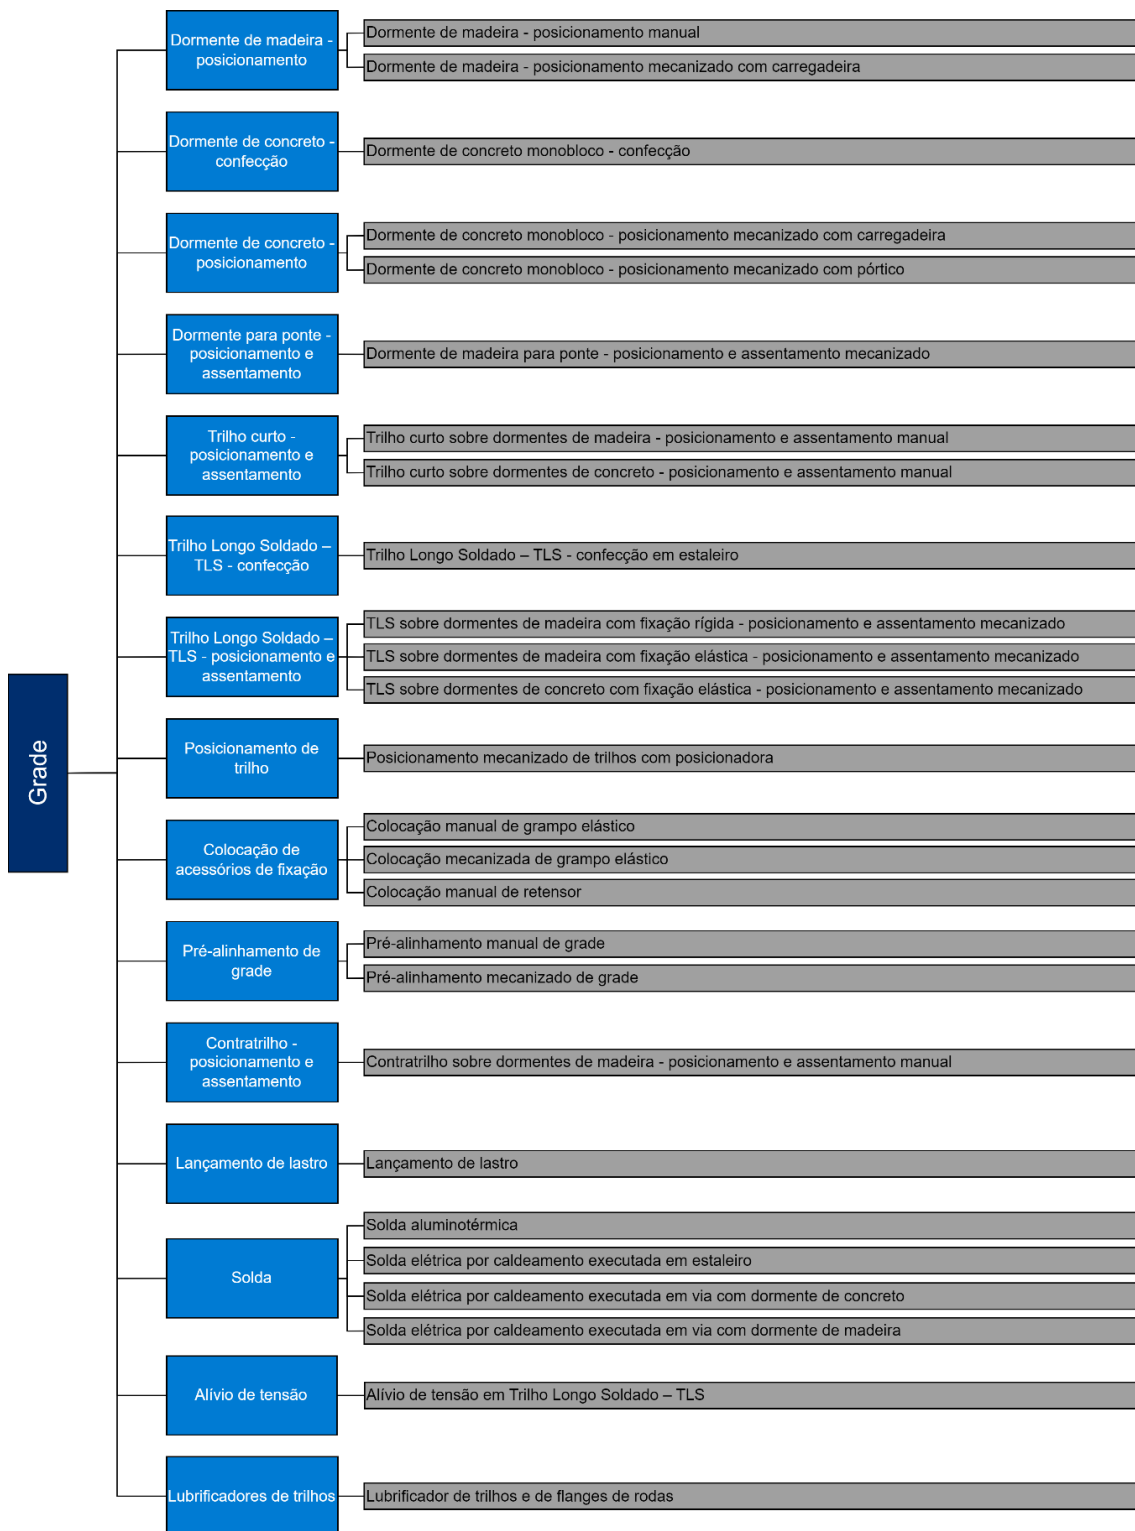 Grade
Dormente de madeira -
posicionamento
Dormente de madeira - posicionamento manual
Dormente de madeira - posicionamento mecanizado com carregadeira
Dormente de concreto -
confecção
Dormente de concreto monobloco - confecção
Dormente de concreto -
posicionamento
Dormente de concreto monobloco - posicionamento mecanizado com carregadeira
Dormente de concreto monobloco - posicionamento mecanizado com pórtico
Dormente para ponte -
posicionamento e
assentamento
Dormente de madeira para ponte - posicionamento e assentamento mecanizado
Trilho curto -
posicionamento e
assentamento
Trilho curto sobre dormentes de madeira - posicionamento e assentamento manual
Trilho curto sobre dormentes de concreto - posicionamento e assentamento manual
Trilho Longo Soldado –
TLS - confecção
Trilho Longo Soldado – TLS - confecção em estaleiro
Trilho Longo Soldado –
TLS - posicionamento e
assentamento
TLS sobre dormentes de madeira com fixação rígida - posicionamento e assentamento mecanizado
TLS sobre dormentes de madeira com fixação elástica - posicionamento e assentamento mecanizado
TLS sobre dormentes de concreto com fixação elástica - posicionamento e assentamento mecanizado
Posicionamento de
trilho
Posicionamento mecanizado de trilhos com posicionadora
Colocação de
acessórios de fixação
Colocação manual de grampo elástico
Colocação mecanizada de grampo elástico
Colocação manual de retensor
Pré-alinhamento de
grade
Pré-alinhamento manual de grade
Pré-alinhamento mecanizado de grade
Contratrilho -
posicionamento e
assentamento
Contratrilho sobre dormentes de madeira - posicionamento e assentamento manual
Lançamento de lastro
Lançamento de lastro
Solda
Solda aluminotérmica
Solda elétrica por caldeamento executada em estaleiro
Solda elétrica por caldeamento executada em via com dormente de concreto
Solda elétrica por caldeamento executada em via com dormente de madeira
Alívio de tensão
Alívio de tensão em Trilho Longo Soldado – TLS
Lubrificadores de trilhos
Lubrificador de trilhos e de flanges de rodas